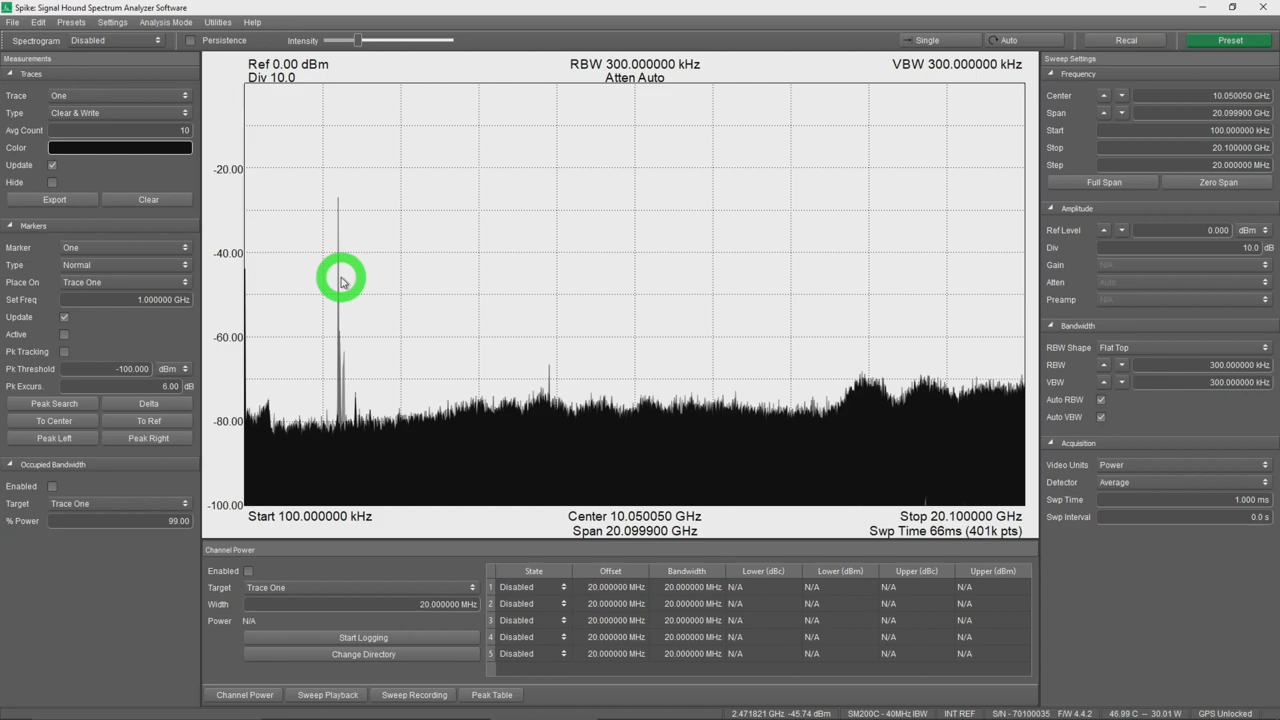 Spike: Signal Hound Spectrum Analyzer Software
File Edit Presets Settings Analysis Mode Utilities Help
Spectrogram Disabled Persistence Intensity Single Auto Recal Preset
Measurements
Traces
Trace One
Type Clear & Write
Avg Count 10
Color
Update
Hide
Export Clear
Markers
Marker One
Type Normal
Place On Trace One
Set Freq 1.000000 GHz
Update
Active
Pk Tracking
Pk Threshold -100.000 dBm
Pk Excurs. 6.00 dB
Peak Search Delta
To Center To Ref
Peak Left Peak Right
Occupied Bandwidth
Enabled
Target Trace One
% Power 99.00
Ref 0.00 dBm RBW 300.000000 kHz VBW 300.000000 kHz
Div 10.0 Atten Auto
-20.00
-40.00
-60.00
-80.00
-100.00
Start 100.000000 kHz Center 10.050050 GHz Stop 20.100000 GHz
Span 20.099900 GHz Swp Time 66ms (401k pts)
Channel Power
Enabled
Target Trace One
Width 20.000000 MHz
Power N/A
Start Logging
Change Directory
State Offset Bandwidth Lower (dBc) Lower (dBm) Upper (dBc) Upper (dBm)
1 Disabled 20.000000 MHz 20.000000 MHz N/A N/A N/A N/A
2 Disabled 20.000000 MHz 20.000000 MHz N/A N/A N/A N/A
3 Disabled 20.000000 MHz 20.000000 MHz N/A N/A N/A N/A
4 Disabled 20.000000 MHz 20.000000 MHz N/A N/A N/A N/A
5 Disabled 20.000000 MHz 20.000000 MHz N/A N/A N/A N/A
Channel Power Sweep Playback Sweep Recording Peak Table
Sweep Settings
Frequency
Center 10.050050 GHz
Span 20.099900 GHz
Start 100.000000 kHz
Stop 20.100000 GHz
Step 20.000000 MHz
Full Span Zero Span
Amplitude
Ref Level 0.000 dBm
Div 10.0 dB
Gain N/A
Atten Auto
Preamp N/A
Bandwidth
RBW Shape Flat Top
RBW 300.000000 kHz
VBW 300.000000 kHz
Auto RBW
Auto VBW
Acquisition
Video Units Power
Detector Average
Swp Time 1.000 ms
Swp Interval 0.0 s
2.471821 GHz -45.74 dBm SM200C - 40MHz IBW INT REF S/N - 70100035 F/W 4.4.2 46.99 C -- 30.01 W GPS Unlocked